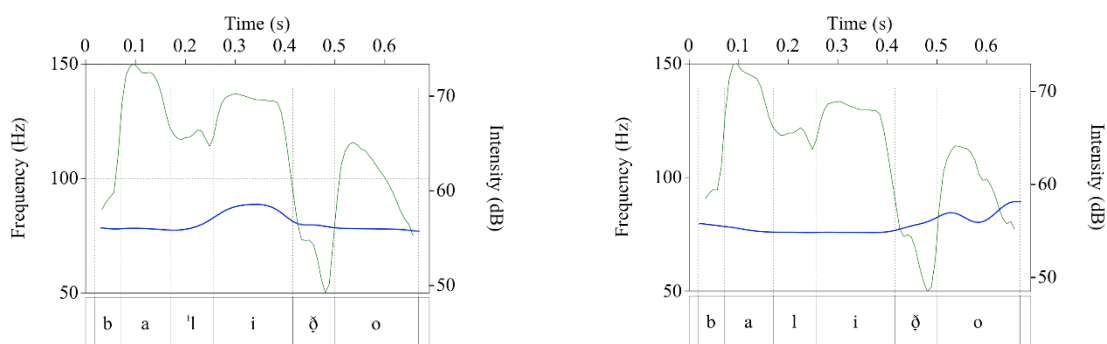 Time (s)
0 0.1 0.2 0.3 0.4 0.5 0.6
150
100
50
Frequency (Hz)
70
60
50
Intensity (dB)
b a ˈl i ð̞ o
Time (s)
0 0.1 0.2 0.3 0.4 0.5 0.6
150
100
50
Frequency (Hz)
70
60
50
Intensity (dB)
b a l i ð̞ o